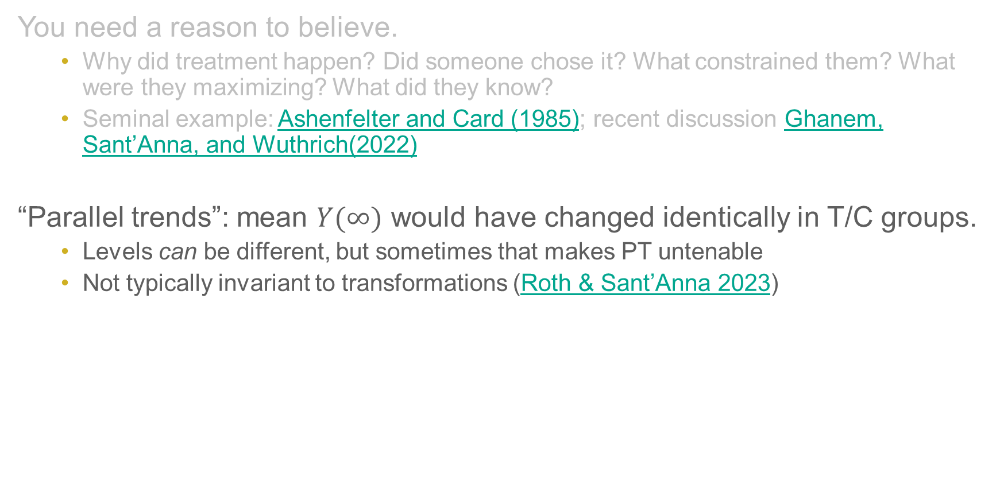 You need a reason to believe.
• Why did treatment happen? Did someone chose it? What constrained them? What
were they maximizing? What did they know?
• Seminal example: Ashenfelter and Card (1985); recent discussion Ghanem,
Sant’Anna, and Wuthrich(2022)
“Parallel trends”: mean 𝑌(∞) would have changed identically in T/C groups.
• Levels can be different, but sometimes that makes PT untenable
• Not typically invariant to transformations (Roth & Sant’Anna 2023)